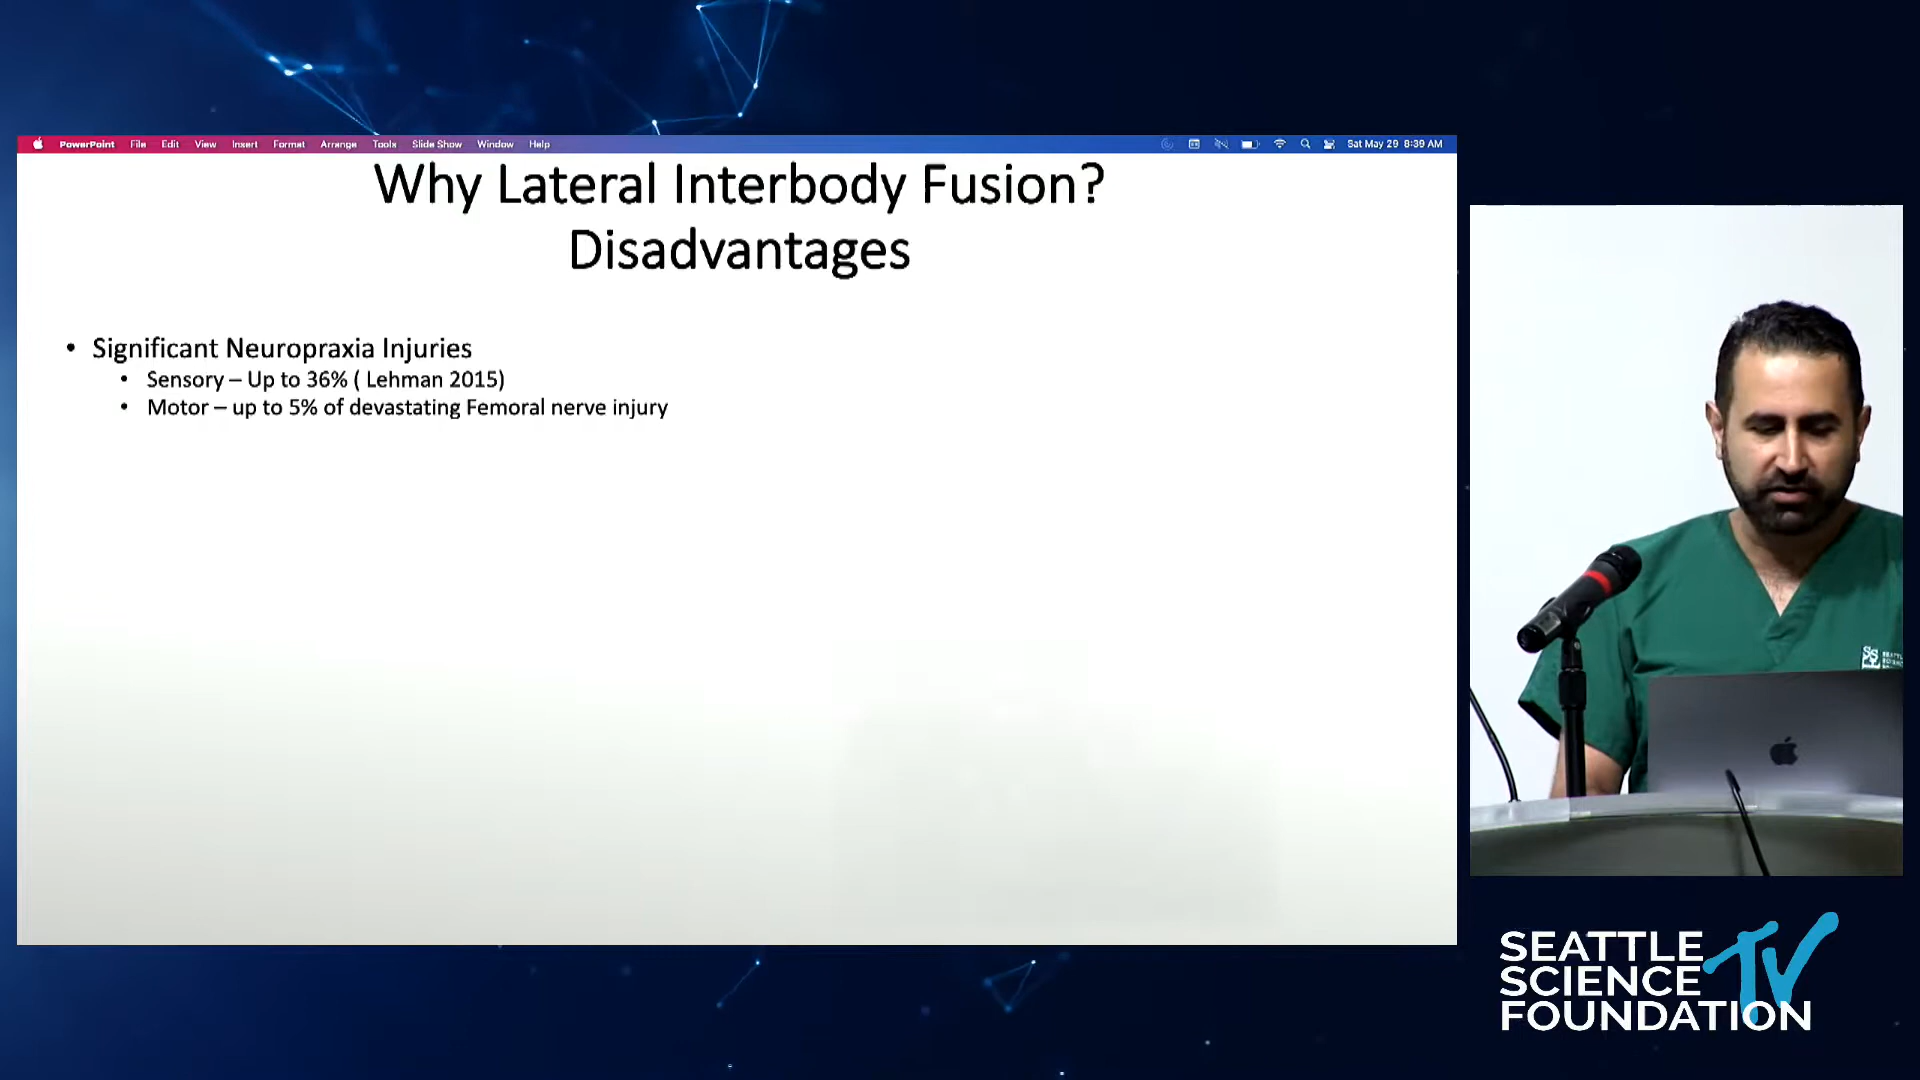 PowerPoint File Edit View Insert Format Arrange Tools Slide Show Window Help Sat May 29 8:39 AM
Why Lateral Interbody Fusion?
Disadvantages
• Significant Neuropraxia Injuries
• Sensory – Up to 36% ( Lehman 2015)
• Motor – up to 5% of devastating Femoral nerve injury
SEATTLE
SCIENCE
FOUNDATION
TV